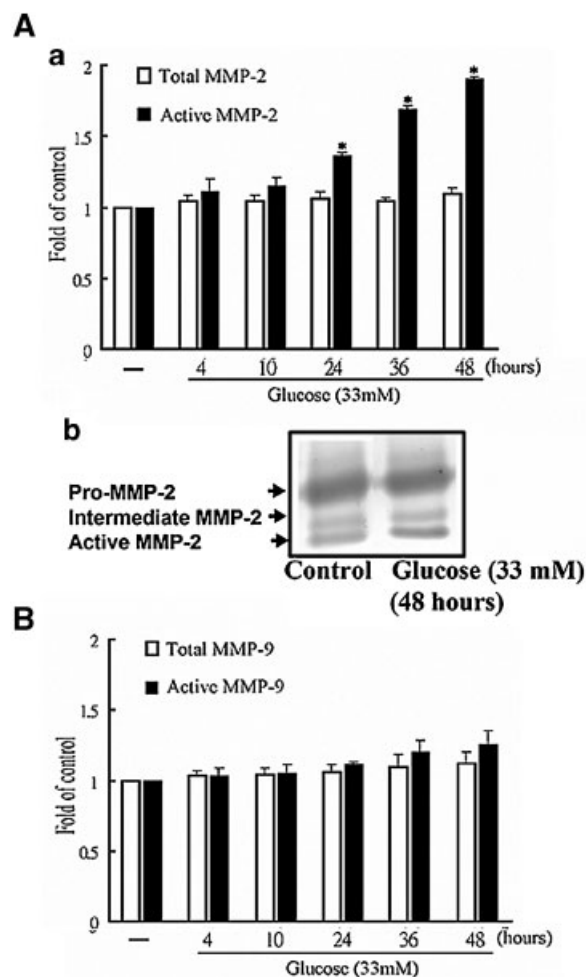 A
a
Total MMP-2
Active MMP-2
Fold of control
2
1.5
1
0.5
0
— 4 10 24 36 48 (hours)
* * *
Glucose (33mM)
b
Pro-MMP-2
Intermediate MMP-2
Active MMP-2
Control Glucose (33 mM)
(48 hours)
B
Total MMP-9
Active MMP-9
Fold of control
2
1.5
1
0.5
0
— 4 10 24 36 48 (hours)
Glucose (33mM)